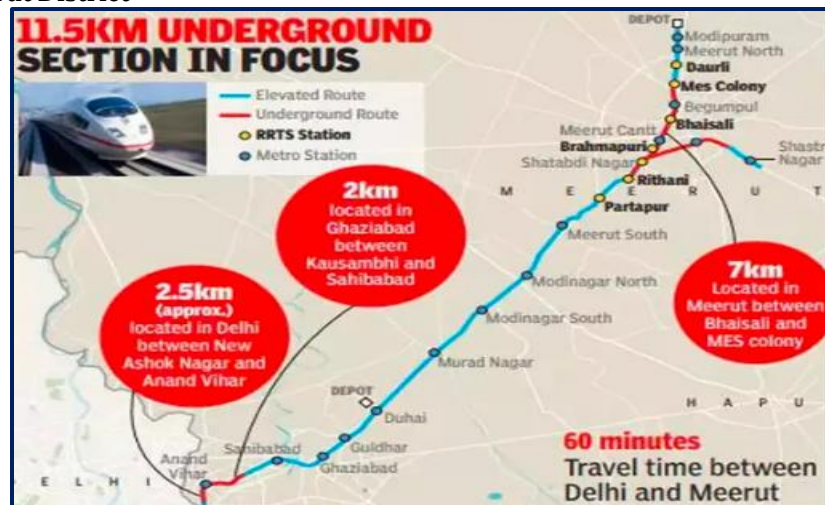 11.5KM UNDERGROUND
SECTION IN FOCUS
Elevated Route
Underground Route
RRTS Station
Metro Station
DEPOT
Modipuram
Meerut North
Daurli
Mes Colony
Begumpul
Bhaisali
Meerut Cantt
Brahmapuri
Shatabdi Nagar
Shastr
Nagar
Rithani
M E E R U T
Partapur
Meerut South
Modinagar North
Modinagar South
Murad Nagar
DEPOT
Duhai
Guldhar
Ghaziabad
Sahibabad
Anand
Vihar
E L H I
H A P U
2km
located in
Ghaziabad
between
Kausambhi and
Sahibabad
2.5km
(approx.)
located in Delhi
between New
Ashok Nagar and
Anand Vihar
7km
Located in
Meerut between
Bhaisali and
MES colony
60 minutes
Travel time between
Delhi and Meerut